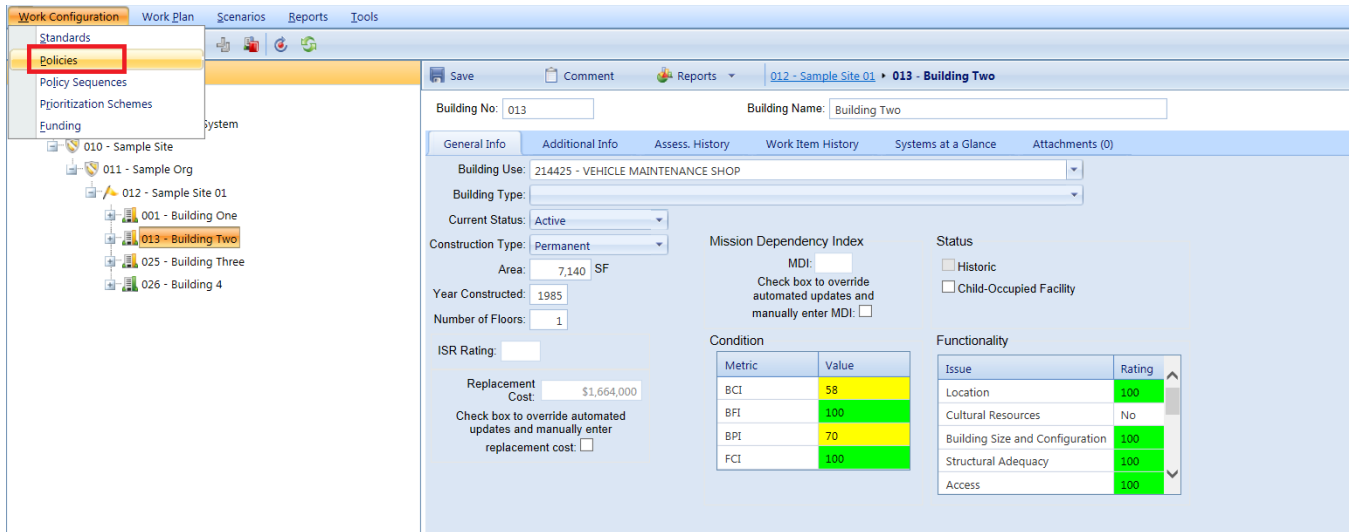 Work Configuration Work Plan Scenarios Reports Tools
Standards
Policies
Policy Sequences
Prioritization Schemes
Funding
System
010 - Sample Site
011 - Sample Org
012 - Sample Site 01
001 - Building One
013 - Building Two
025 - Building Three
026 - Building 4
Save Comment Reports 012 - Sample Site 01 013 - Building Two
Building No: 013 Building Name: Building Two
General Info Additional Info Assess. History Work Item History Systems at a Glance Attachments (0)
Building Use: 214425 - VEHICLE MAINTENANCE SHOP
Building Type:
Current Status: Active
Construction Type: Permanent
Area: 7,140 SF
Year Constructed: 1985
Number of Floors: 1
ISR Rating:
Replacement
Cost: $1,664,000
Check box to override automated
updates and manually enter
replacement cost:
Mission Dependency Index
MDI:
Check box to override
automated updates and
manually enter MDI:
Status
Historic
Child-Occupied Facility
Condition
Metric Value
BCI 58
BFI 100
BPI 70
FCI 100
Functionality
Issue Rating
Location 100
Cultural Resources No
Building Size and Configuration 100
Structural Adequacy 100
Access 100